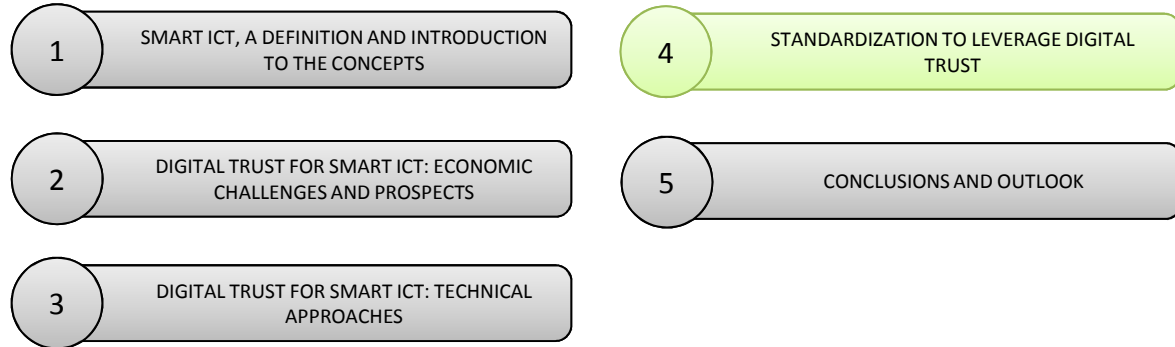 1
SMART ICT, A DEFINITION AND INTRODUCTION
TO THE CONCEPTS
2
DIGITAL TRUST FOR SMART ICT: ECONOMIC
CHALLENGES AND PROSPECTS
3
DIGITAL TRUST FOR SMART ICT: TECHNICAL
APPROACHES
4
STANDARDIZATION TO LEVERAGE DIGITAL
TRUST
5
CONCLUSIONS AND OUTLOOK